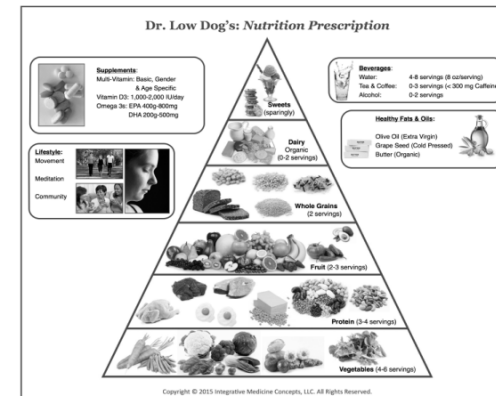 Dr. Low Dog's: Nutrition Prescription
Supplements:
Multi-Vitamin: Basic, Gender
& Age Specific
Vitamin D3: 1,000-2,000 IU/day
Omega 3s: EPA 400g-800mg
DHA 200g-500mg
Beverages:
Water: 4-8 servings (8 oz/serving)
Tea & Coffee: 0-3 servings (< 300 mg Caffeine
Alcohol: 0-2 servings
Healthy Fats & Oils:
Olive Oil (Extra Virgin)
Grape Seed (Cold Pressed)
Butter (Organic)
Lifestyle:
Movement
Meditation
Community
Sweets
(sparingly)
Dairy
Organic
(0-2 servings)
Whole Grains
(2 servings)
Fruit (2-3 servings)
Protein (3-4 servings)
Vegetables (4-6 servings)
Copyright © 2015 Integrative Medicine Concepts, LLC. All Rights Reserved.